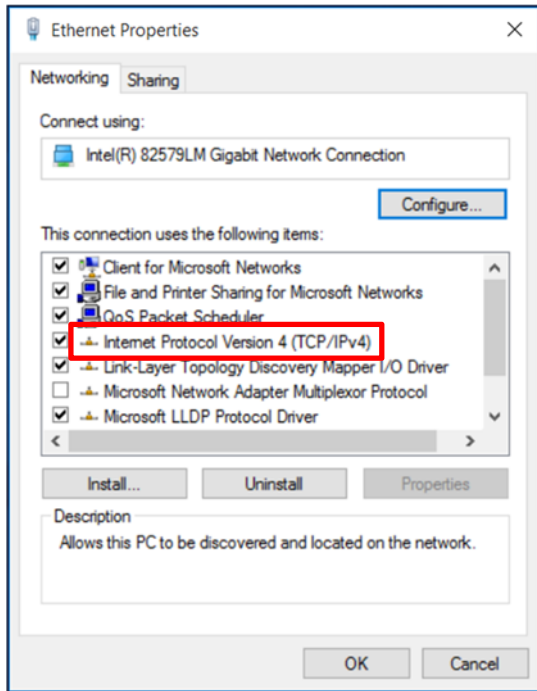 Ethernet Properties
Networking
Sharing
Connect using:
Intel(R) 82579LM Gigabit Network Connection
Configure...
This connection uses the following items:
Client for Microsoft Networks
File and Printer Sharing for Microsoft Networks
QoS Packet Scheduler
Internet Protocol Version 4 (TCP/IPv4)
Link-Layer Topology Discovery Mapper I/O Driver
Microsoft Network Adapter Multiplexor Protocol
Microsoft LLDP Protocol Driver
Install...
Uninstall
Properties
Description
Allows this PC to be discovered and located on the network.
OK
Cancel